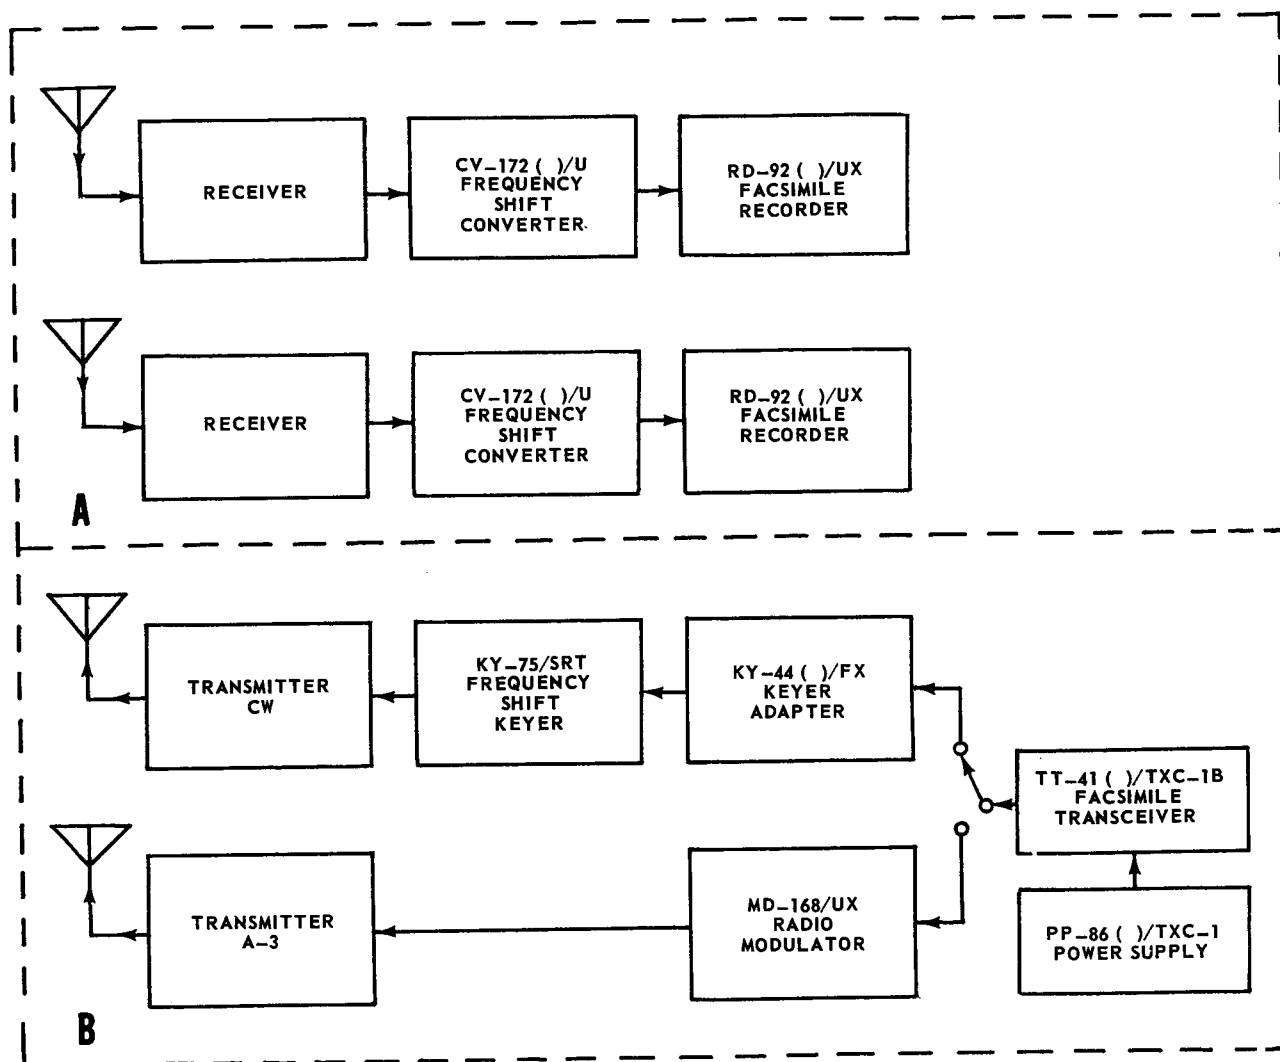 RECEIVER
CV-172 ( )/U
FREQUENCY
SHIFT
CONVERTER
RD-92 ( )/UX
FACSIMILE
RECORDER
RECEIVER
CV-172 ( )/U
FREQUENCY
SHIFT
CONVERTER
RD-92 ( )/UX
FACSIMILE
RECORDER
A
TRANSMITTER
CW
KY-75/SRT
FREQUENCY
SHIFT
KEYER
KY-44 ( )/FX
KEYER
ADAPTER
TT-41 ( )/TXC-1B
FACSIMILE
TRANSCEIVER
TRANSMITTER
A-3
MD-168/UX
RADIO
MODULATOR
PP-86 ( )/TXC-1
POWER SUPPLY
B